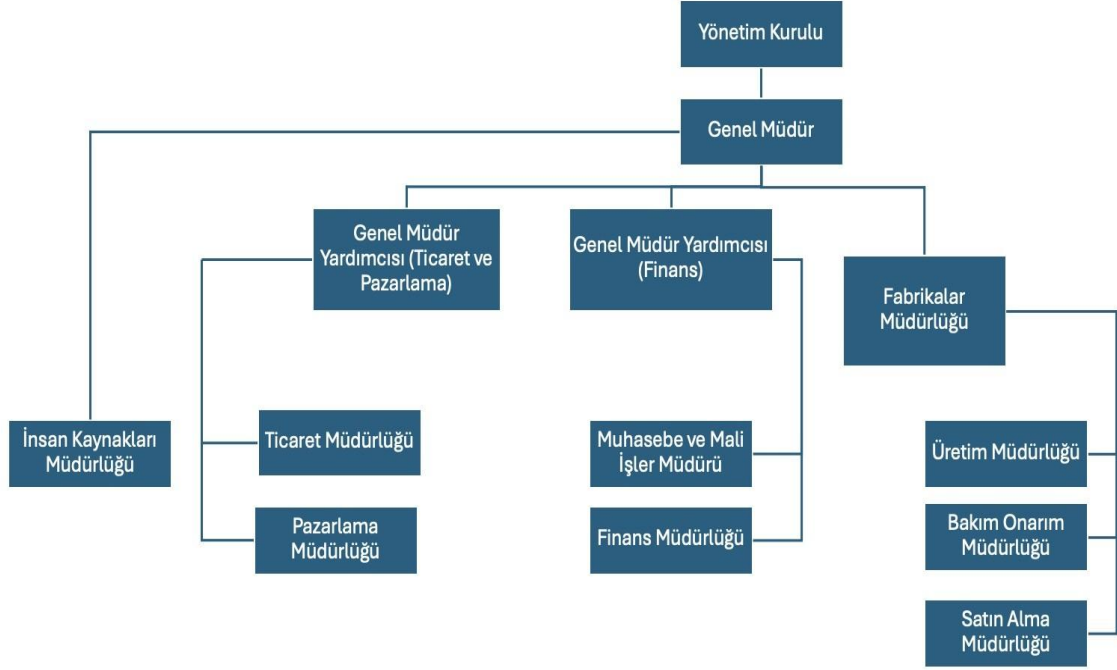 Yönetim Kurulu
Genel Müdür
Genel Müdür
Yardımcısı (Ticaret ve
Pazarlama)
Genel Müdür Yardımcısı
(Finans)
Fabrikalar
Müdürlüğü
İnsan Kaynakları
Müdürlüğü
Ticaret Müdürlüğü
Pazarlama
Müdürlüğü
Muhasebe ve Mali
İşler Müdürü
Finans Müdürlüğü
Üretim Müdürlüğü
Bakım Onarım
Müdürlüğü
Satın Alma
Müdürlüğü